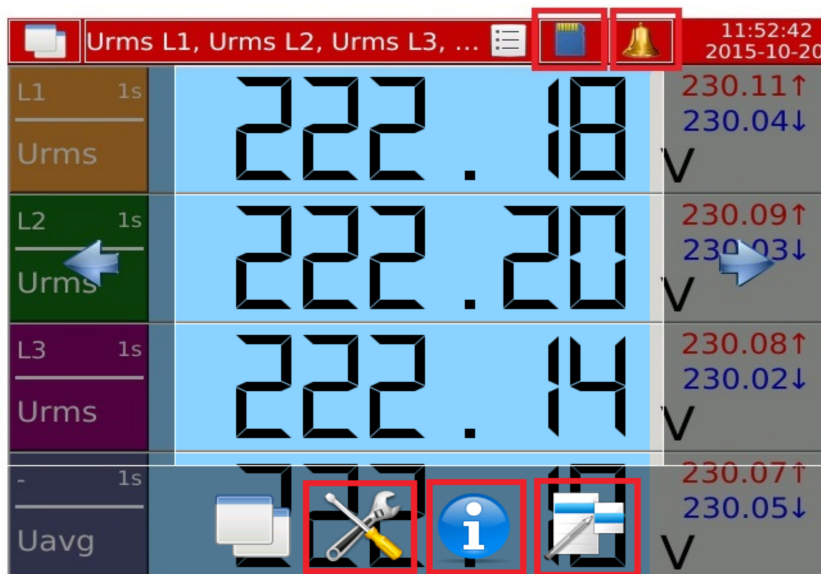 Urms L1, Urms L2, Urms L3, ...
11:52:42
2015-10-20
L1 1s
Urms
222.18
V
230.11↑
230.04↓
L2 1s
Urms
222.20
V
230.09↑
230.03↓
L3 1s
Urms
222.14
V
230.08↑
230.02↓
- 1s
Uavg
V
230.07↑
230.05↓